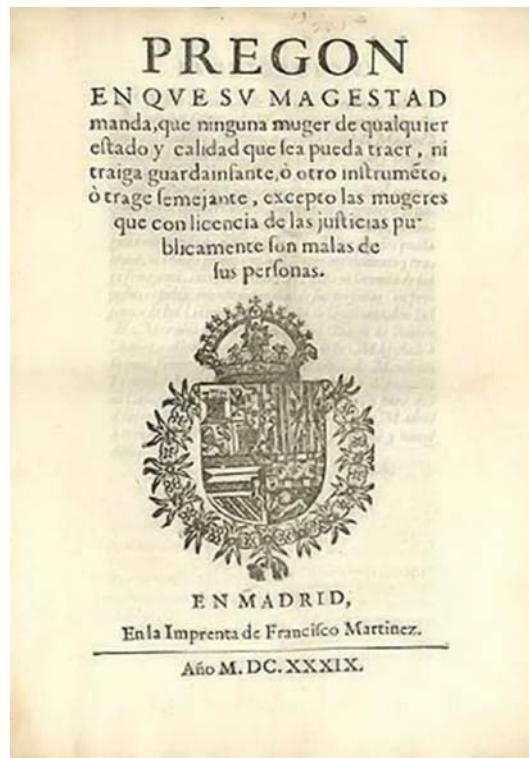 PREGON
EN QVE SV MAGESTAD
manda, que ninguna muger de qualquier
eſtado y calidad que ſea pueda traer, ni
traiga guardainfante, ò otro inſtrumẽto,
ò trage ſemejante, excepto las mugeres
que con licencia de las juſticias pu-
blicamente ſon malas de
ſus perſonas.
EN MADRID,
En la Imprenta de Franciſco Martinez.
Año M. DC. XXXIX.